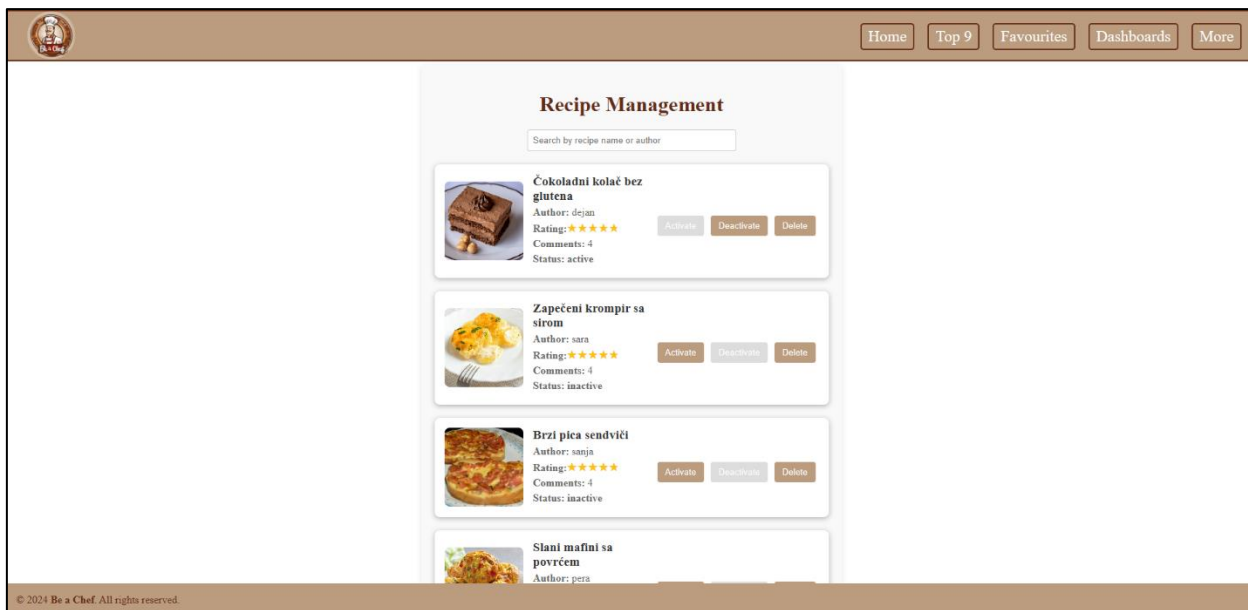 Be a Chef
Home Top 9 Favourites Dashboards More
Recipe Management
Search by recipe name or author
Čokoladni kolač bez
glutena
Author: dejan
Rating:★★★★★
Comments: 4
Status: active
Activate Deactivate Delete
Zapečeni krompir sa
sirom
Author: sara
Rating:★★★★★
Comments: 4
Status: inactive
Activate Deactivate Delete
Brzi pica sendviči
Author: sanja
Rating:★★★★★
Comments: 4
Status: inactive
Activate Deactivate Delete
Slani mafini sa
povrćem
Author: pera
© 2024 Be a Chef. All rights reserved.